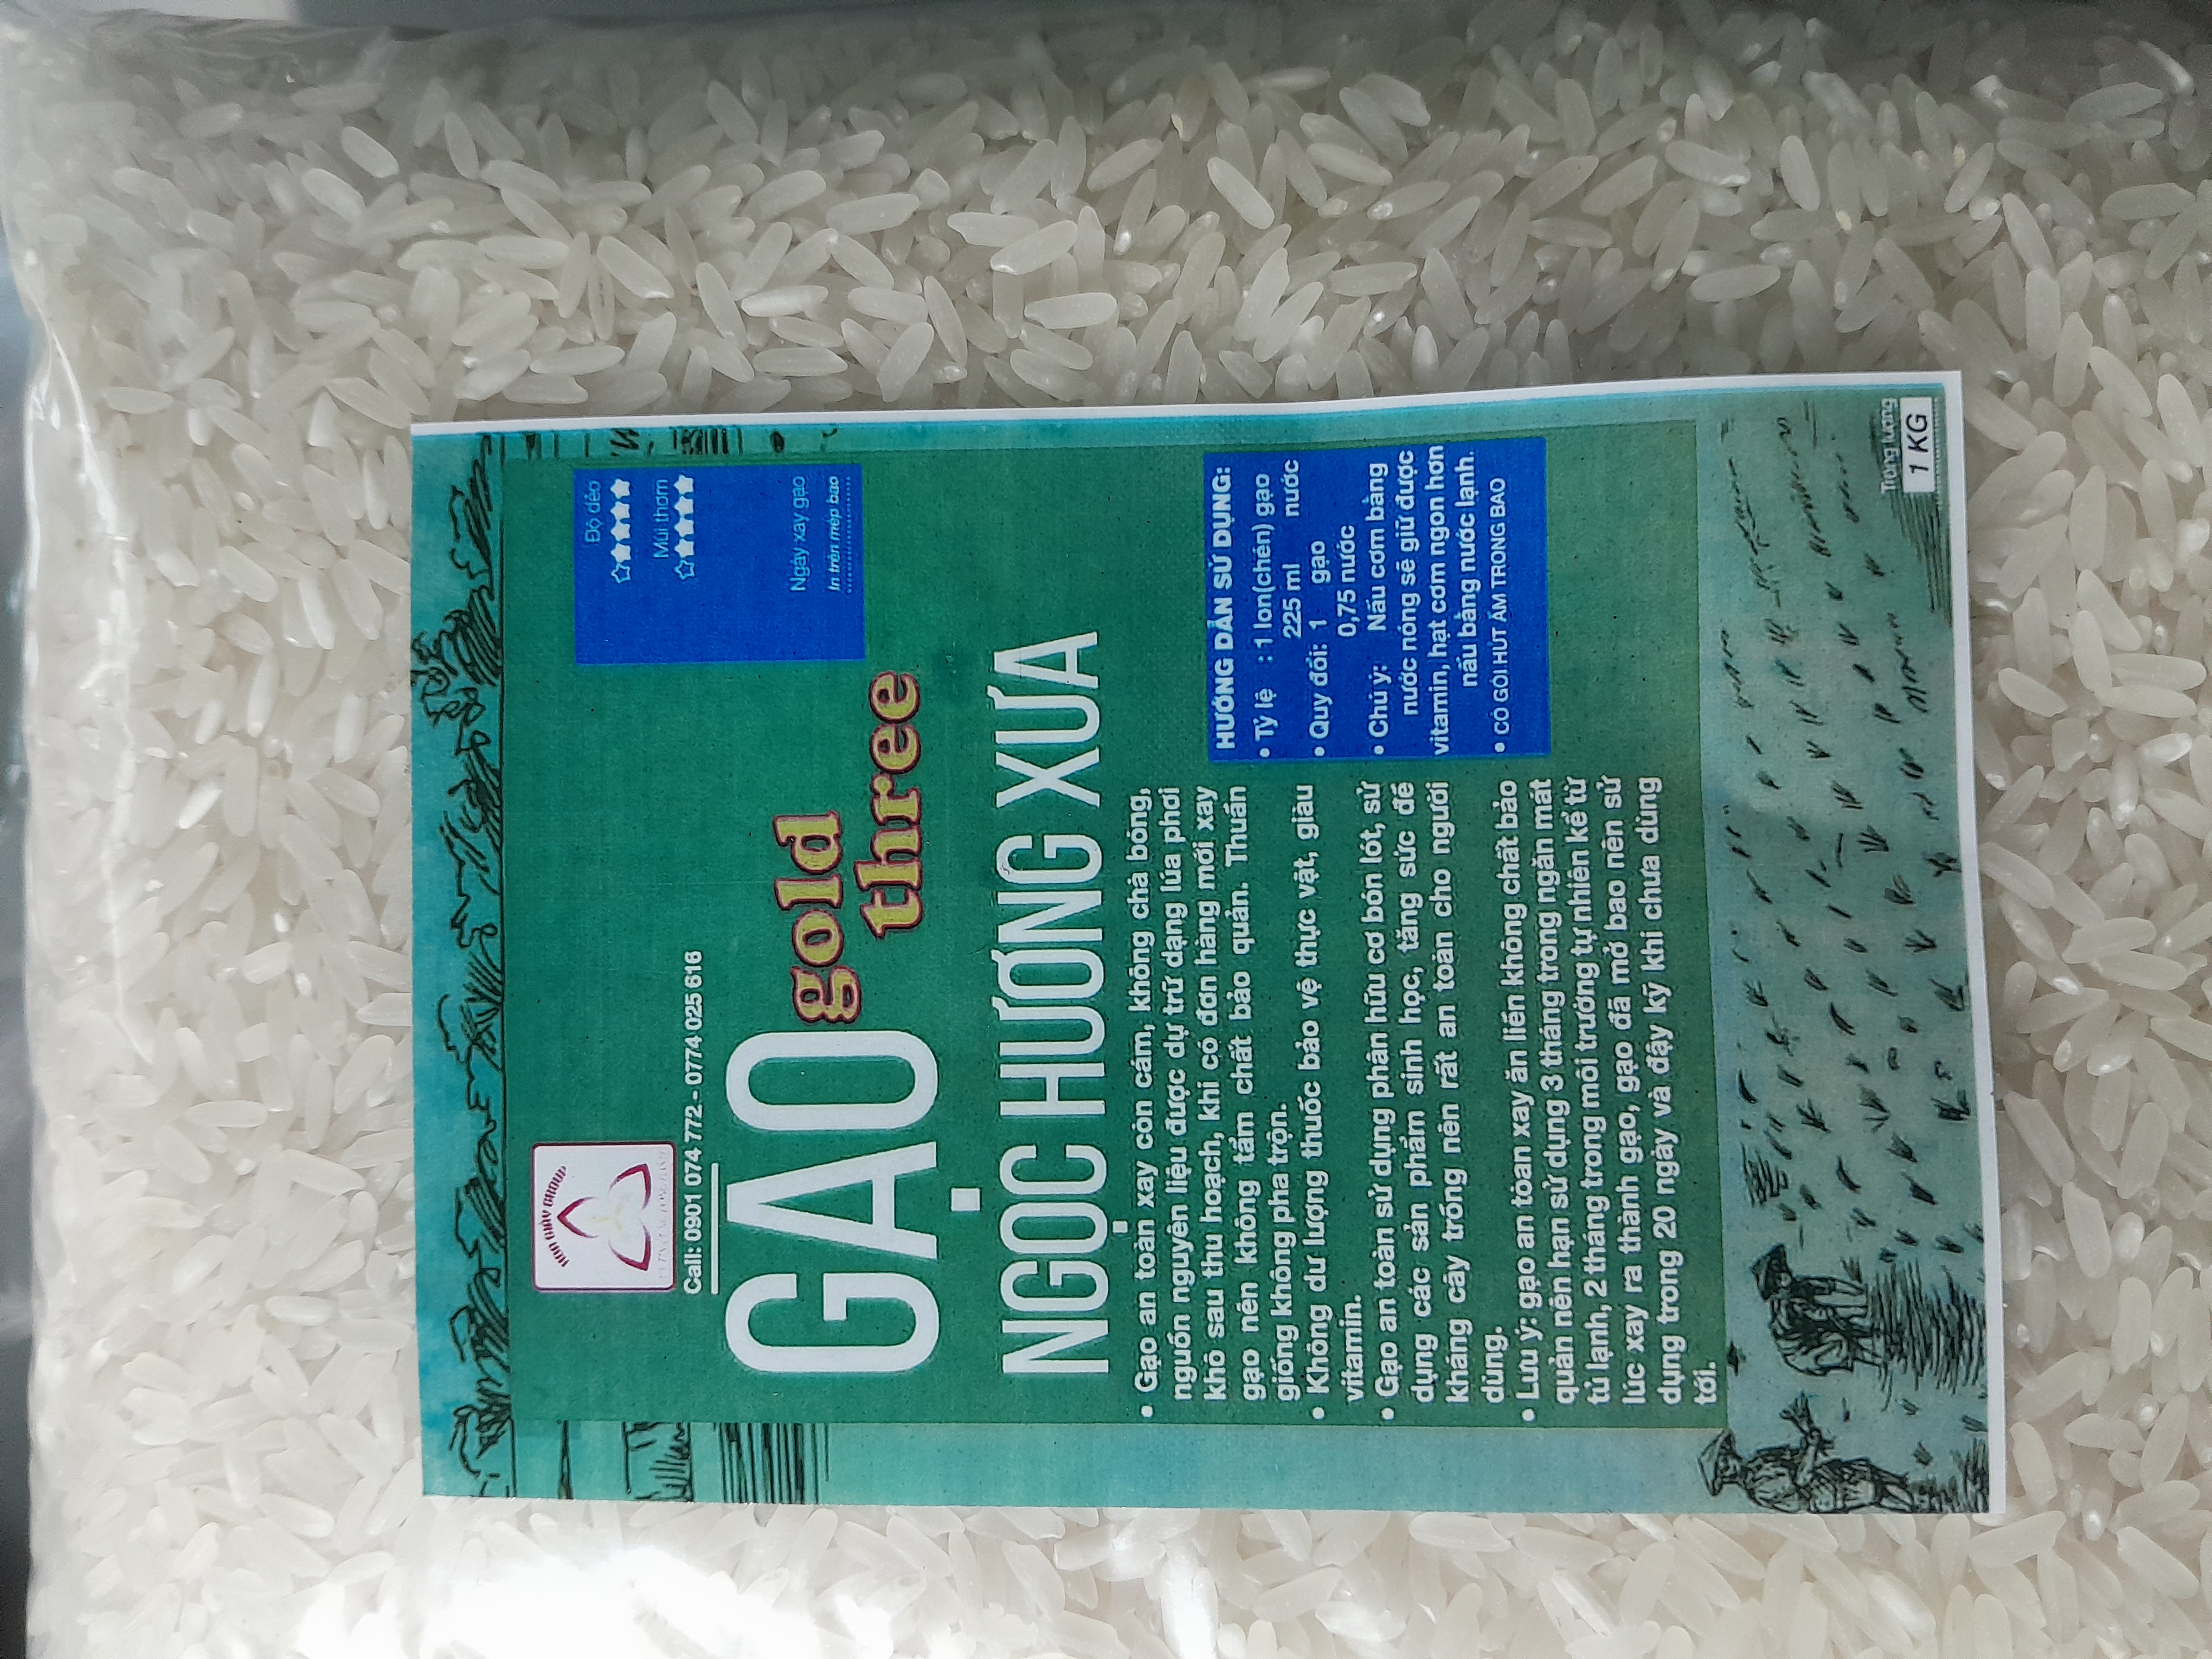 HOA GIẤY GROUP
Call: 0901 074 772 - 0774 025 616
Độ dẻo
Mùi thơm
Ngày xay gạo
In trên mép bao
GẠO gold
three
NGỌC HƯƠNG XƯA
• Gạo an toàn xay còn cám, không chà bóng,
nguồn nguyên liệu được dự trữ dạng lúa phơi
khô sau thu hoạch, khi có đơn hàng mới xay
gạo nên không tẩm chất bảo quản. Thuần
giống không pha trộn.
• Không dư lượng thuốc bảo vệ thực vật, giàu
vitamin.
• Gạo an toàn sử dụng phân hữu cơ bón lót, sử
dụng các sản phẩm sinh học, tăng sức đề
kháng cây trồng nên rất an toàn cho người
dùng.
• Lưu ý: gạo an toàn xay ăn liền không chất bảo
quản nên hạn sử dụng 3 tháng trong ngăn mát
tủ lạnh, 2 tháng trong môi trường tự nhiên kể từ
lúc xay ra thành gạo, gạo đã mở bao nên sử
dụng trong 20 ngày và đậy kỹ khi chưa dùng
tới.
HƯỚNG DẪN SỬ DỤNG:
• Tỷ lệ : 1 lon(chén) gạo
225 ml nước
• Quy đổi: 1 gạo
0,75 nước
• Chú ý: Nấu cơm bằng
nước nóng sẽ giữ được
vitamin, hạt cơm ngon hơn
nấu bằng nước lạnh.
• CÓ GÓI HÚT ẨM TRONG BAO
Trọng lượng
1 KG